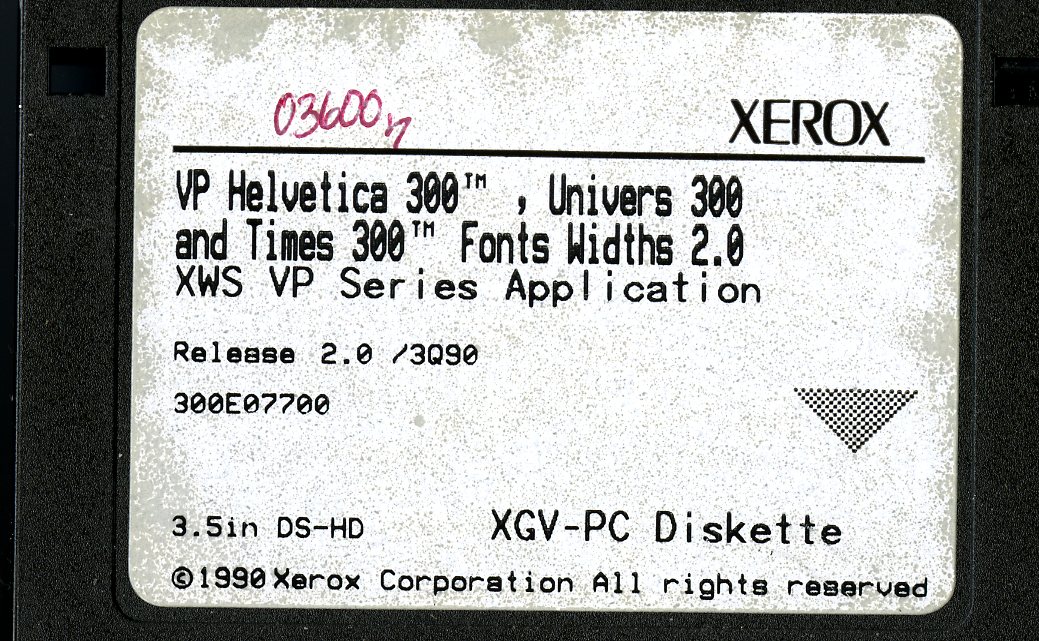 03600n
XEROX
VP Helvetica 300™ , Univers 300
and Times 300™ Fonts Widths 2.0
XWS VP Series Application
Release 2.0 /3Q90
300E07700
3.5in DS-HD
XGV-PC Diskette
©1990 Xerox Corporation All rights reserved